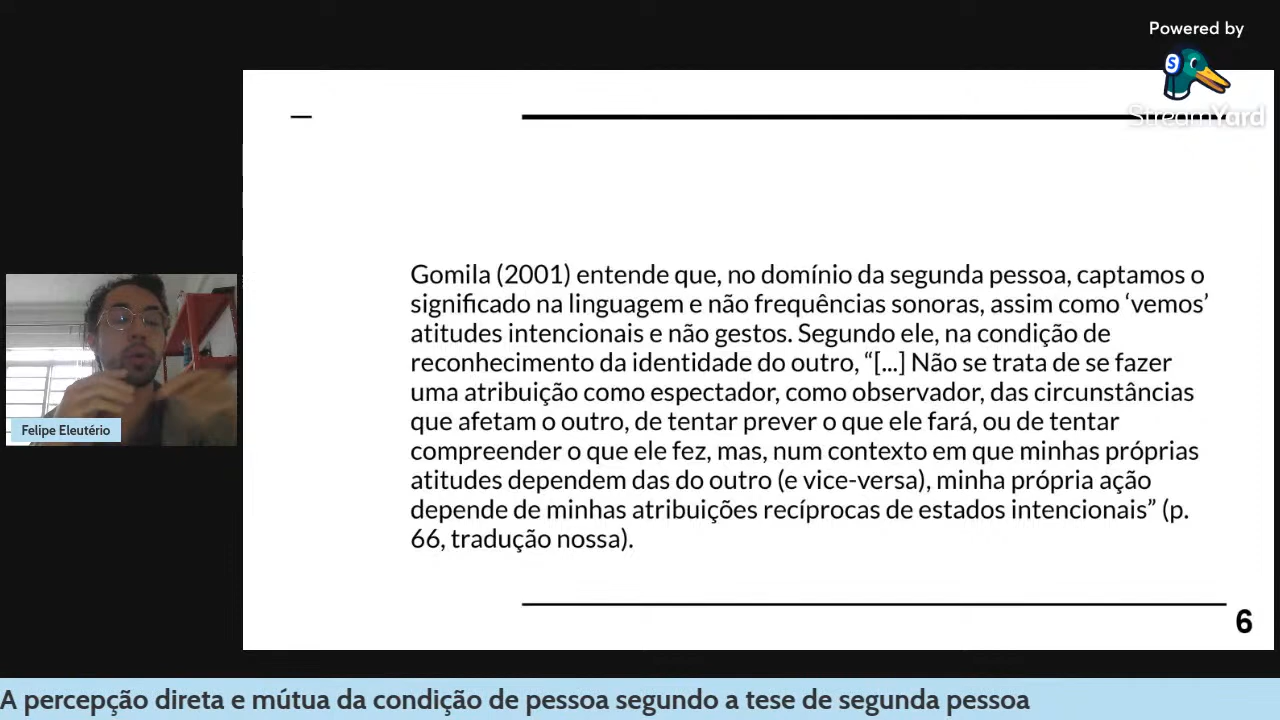 Powered by
StreamYard
Gomila (2001) entende que, no domínio da segunda pessoa, captamos o
significado na linguagem e não frequências sonoras, assim como ‘vemos’
atitudes intencionais e não gestos. Segundo ele, na condição de
reconhecimento da identidade do outro, “[...] Não se trata de se fazer
uma atribuição como espectador, como observador, das circunstâncias
que afetam o outro, de tentar prever o que ele fará, ou de tentar
compreender o que ele fez, mas, num contexto em que minhas próprias
atitudes dependem das do outro (e vice-versa), minha própria ação
depende de minhas atribuições recíprocas de estados intencionais” (p.
66, tradução nossa).
Felipe Eleutério
6
A percepção direta e mútua da condição de pessoa segundo a tese de segunda pessoa